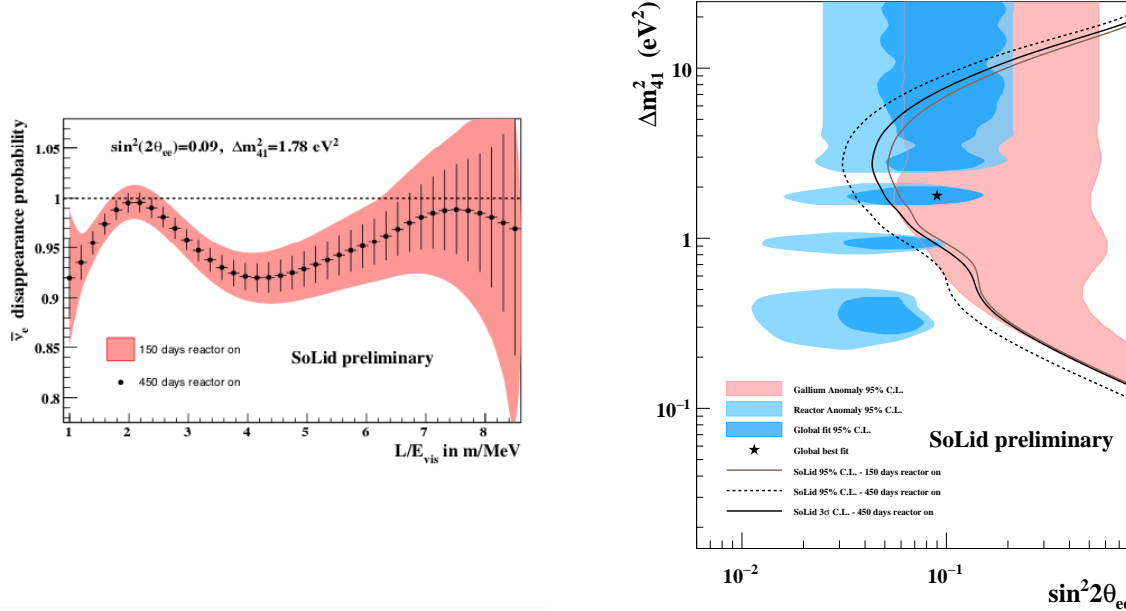 sin²(2θₑₑ)=0.09, Δm²₄₁=1.78 eV²
ν̅ₑ disappearance probability
1.05
1
0.95
0.9
0.85
0.8
150 days reactor on
450 days reactor on
SoLid preliminary
1 2 3 4 5 6 7 8
L/Eᵥᵢₛ in m/MeV
Δm²₄₁ (eV²)
10
1
10⁻¹
Gallium Anomaly 95% C.L.
Reactor Anomaly 95% C.L.
Global fit 95% C.L.
Global best fit
SoLid 95% C.L. - 150 days reactor on
SoLid 95% C.L. - 450 days reactor on
SoLid 3σ C.L. - 450 days reactor on
SoLid preliminary
10⁻² 10⁻¹
sin²2θₑₑ